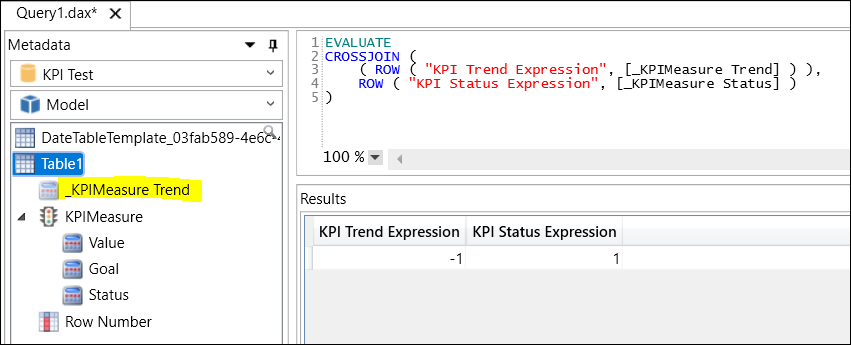 Query1.dax*
Metadata
KPI Test
Model
DateTableTemplate_03fab589-4e6c-4
Table1
_KPIMeasure Trend
KPIMeasure
Value
Goal
Status
Row Number
1 EVALUATE
2 CROSSJOIN (
3 ( ROW ( "KPI Trend Expression", [_KPIMeasure Trend] ) ),
4 ROW ( "KPI Status Expression", [_KPIMeasure Status] )
5 )
100 %
Results
KPI Trend Expression KPI Status Expression
-1 1